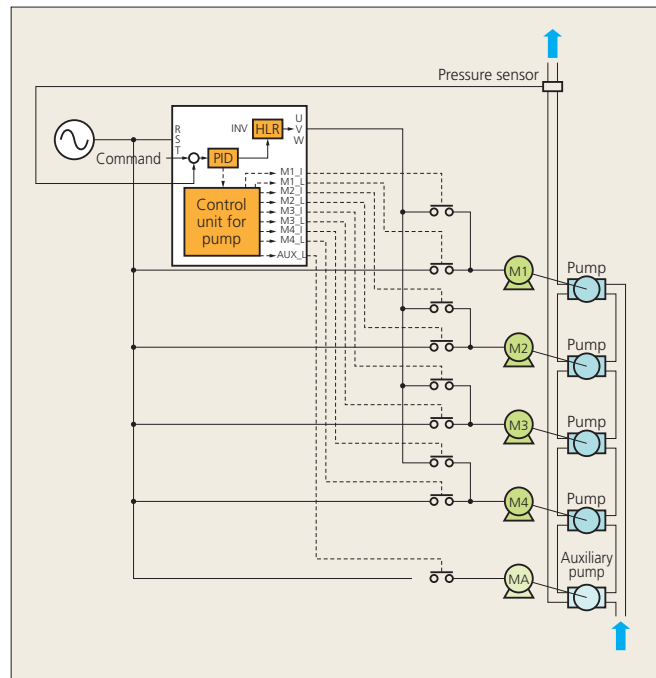 Pressure sensor
R
S
T
Command
INV
HLR
U
V
W
PID
Control
unit for
pump
M1_I
M1_L
M2_I
M2_L
M3_I
M3_L
M4_I
M4_L
AUX_L
M1
Pump
M2
Pump
M3
Pump
M4
Pump
MA
Auxiliary
pump